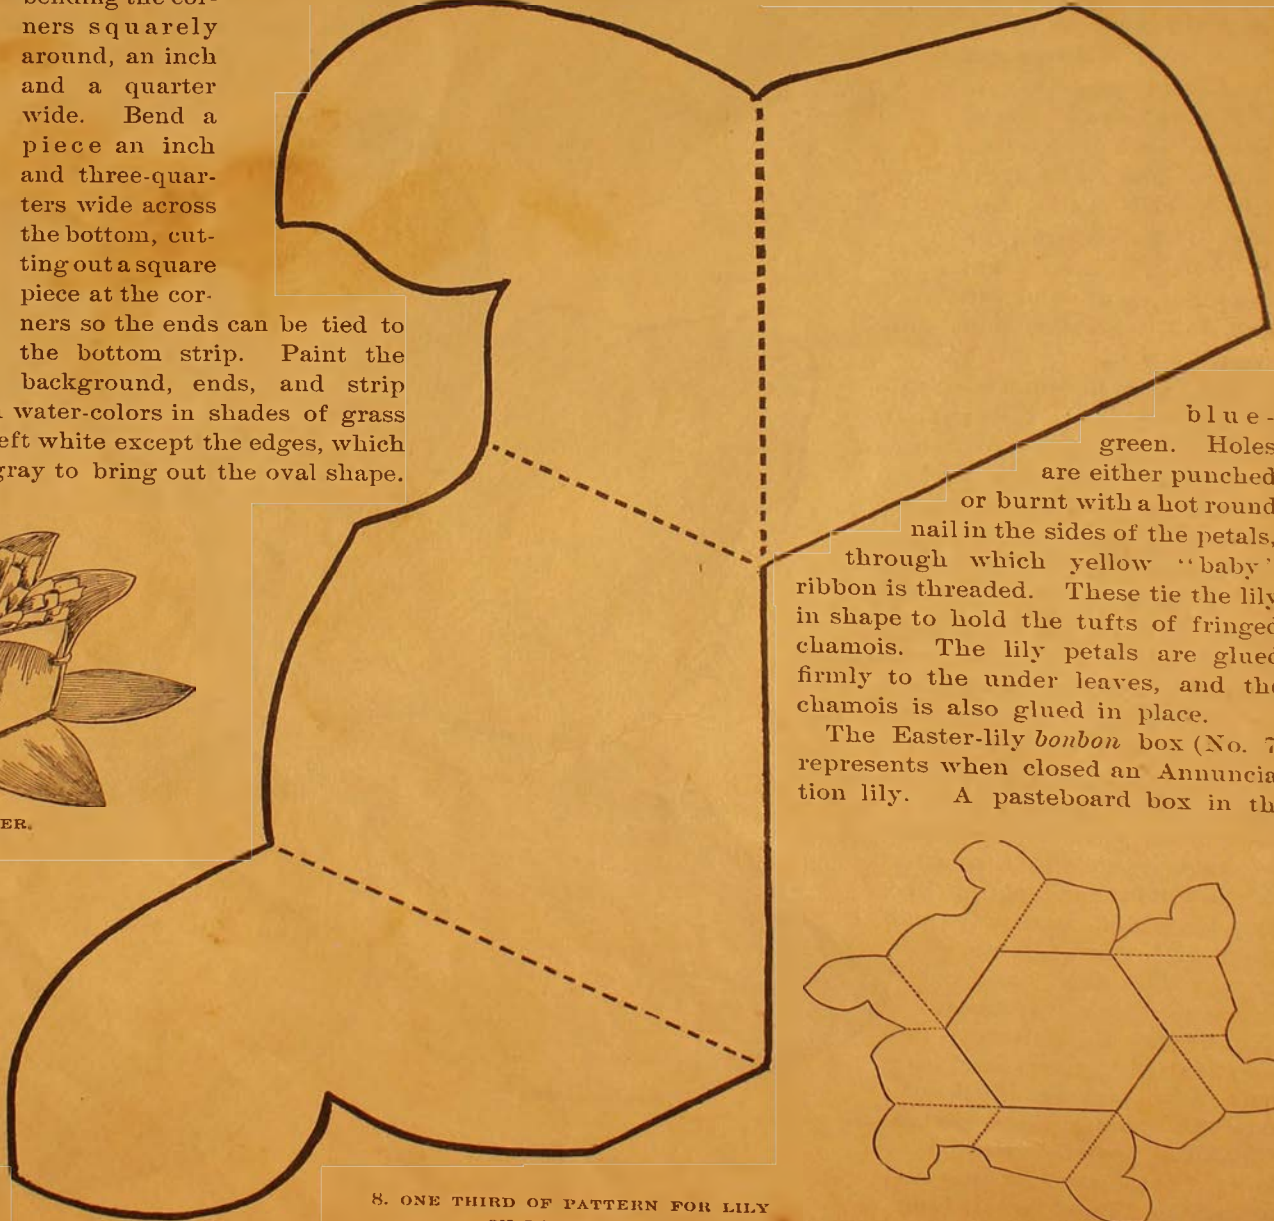 bending the cor-
ners squarely
around, an inch
and a quarter
wide. Bend a
piece an inch
and three-quar-
ters wide across
the bottom, cut-
ting out a square
piece at the cor-
ners so the ends can be tied to
the bottom strip. Paint the
background, ends, and strip
water-colors in shades of grass
left white except the edges, which
gray to bring out the oval shape.
ER.
blue-
green. Holes
are either punched
or burnt with a hot round
nail in the sides of the petals,
through which yellow "baby"
ribbon is threaded. These tie the lily
in shape to hold the tufts of fringed
chamois. The lily petals are glued
firmly to the under leaves, and the
chamois is also glued in place.
The Easter-lily bonbon box (No. 7
represents when closed an Annuncia
tion lily. A pasteboard box in th
8. ONE THIRD OF PATTERN FOR LILY